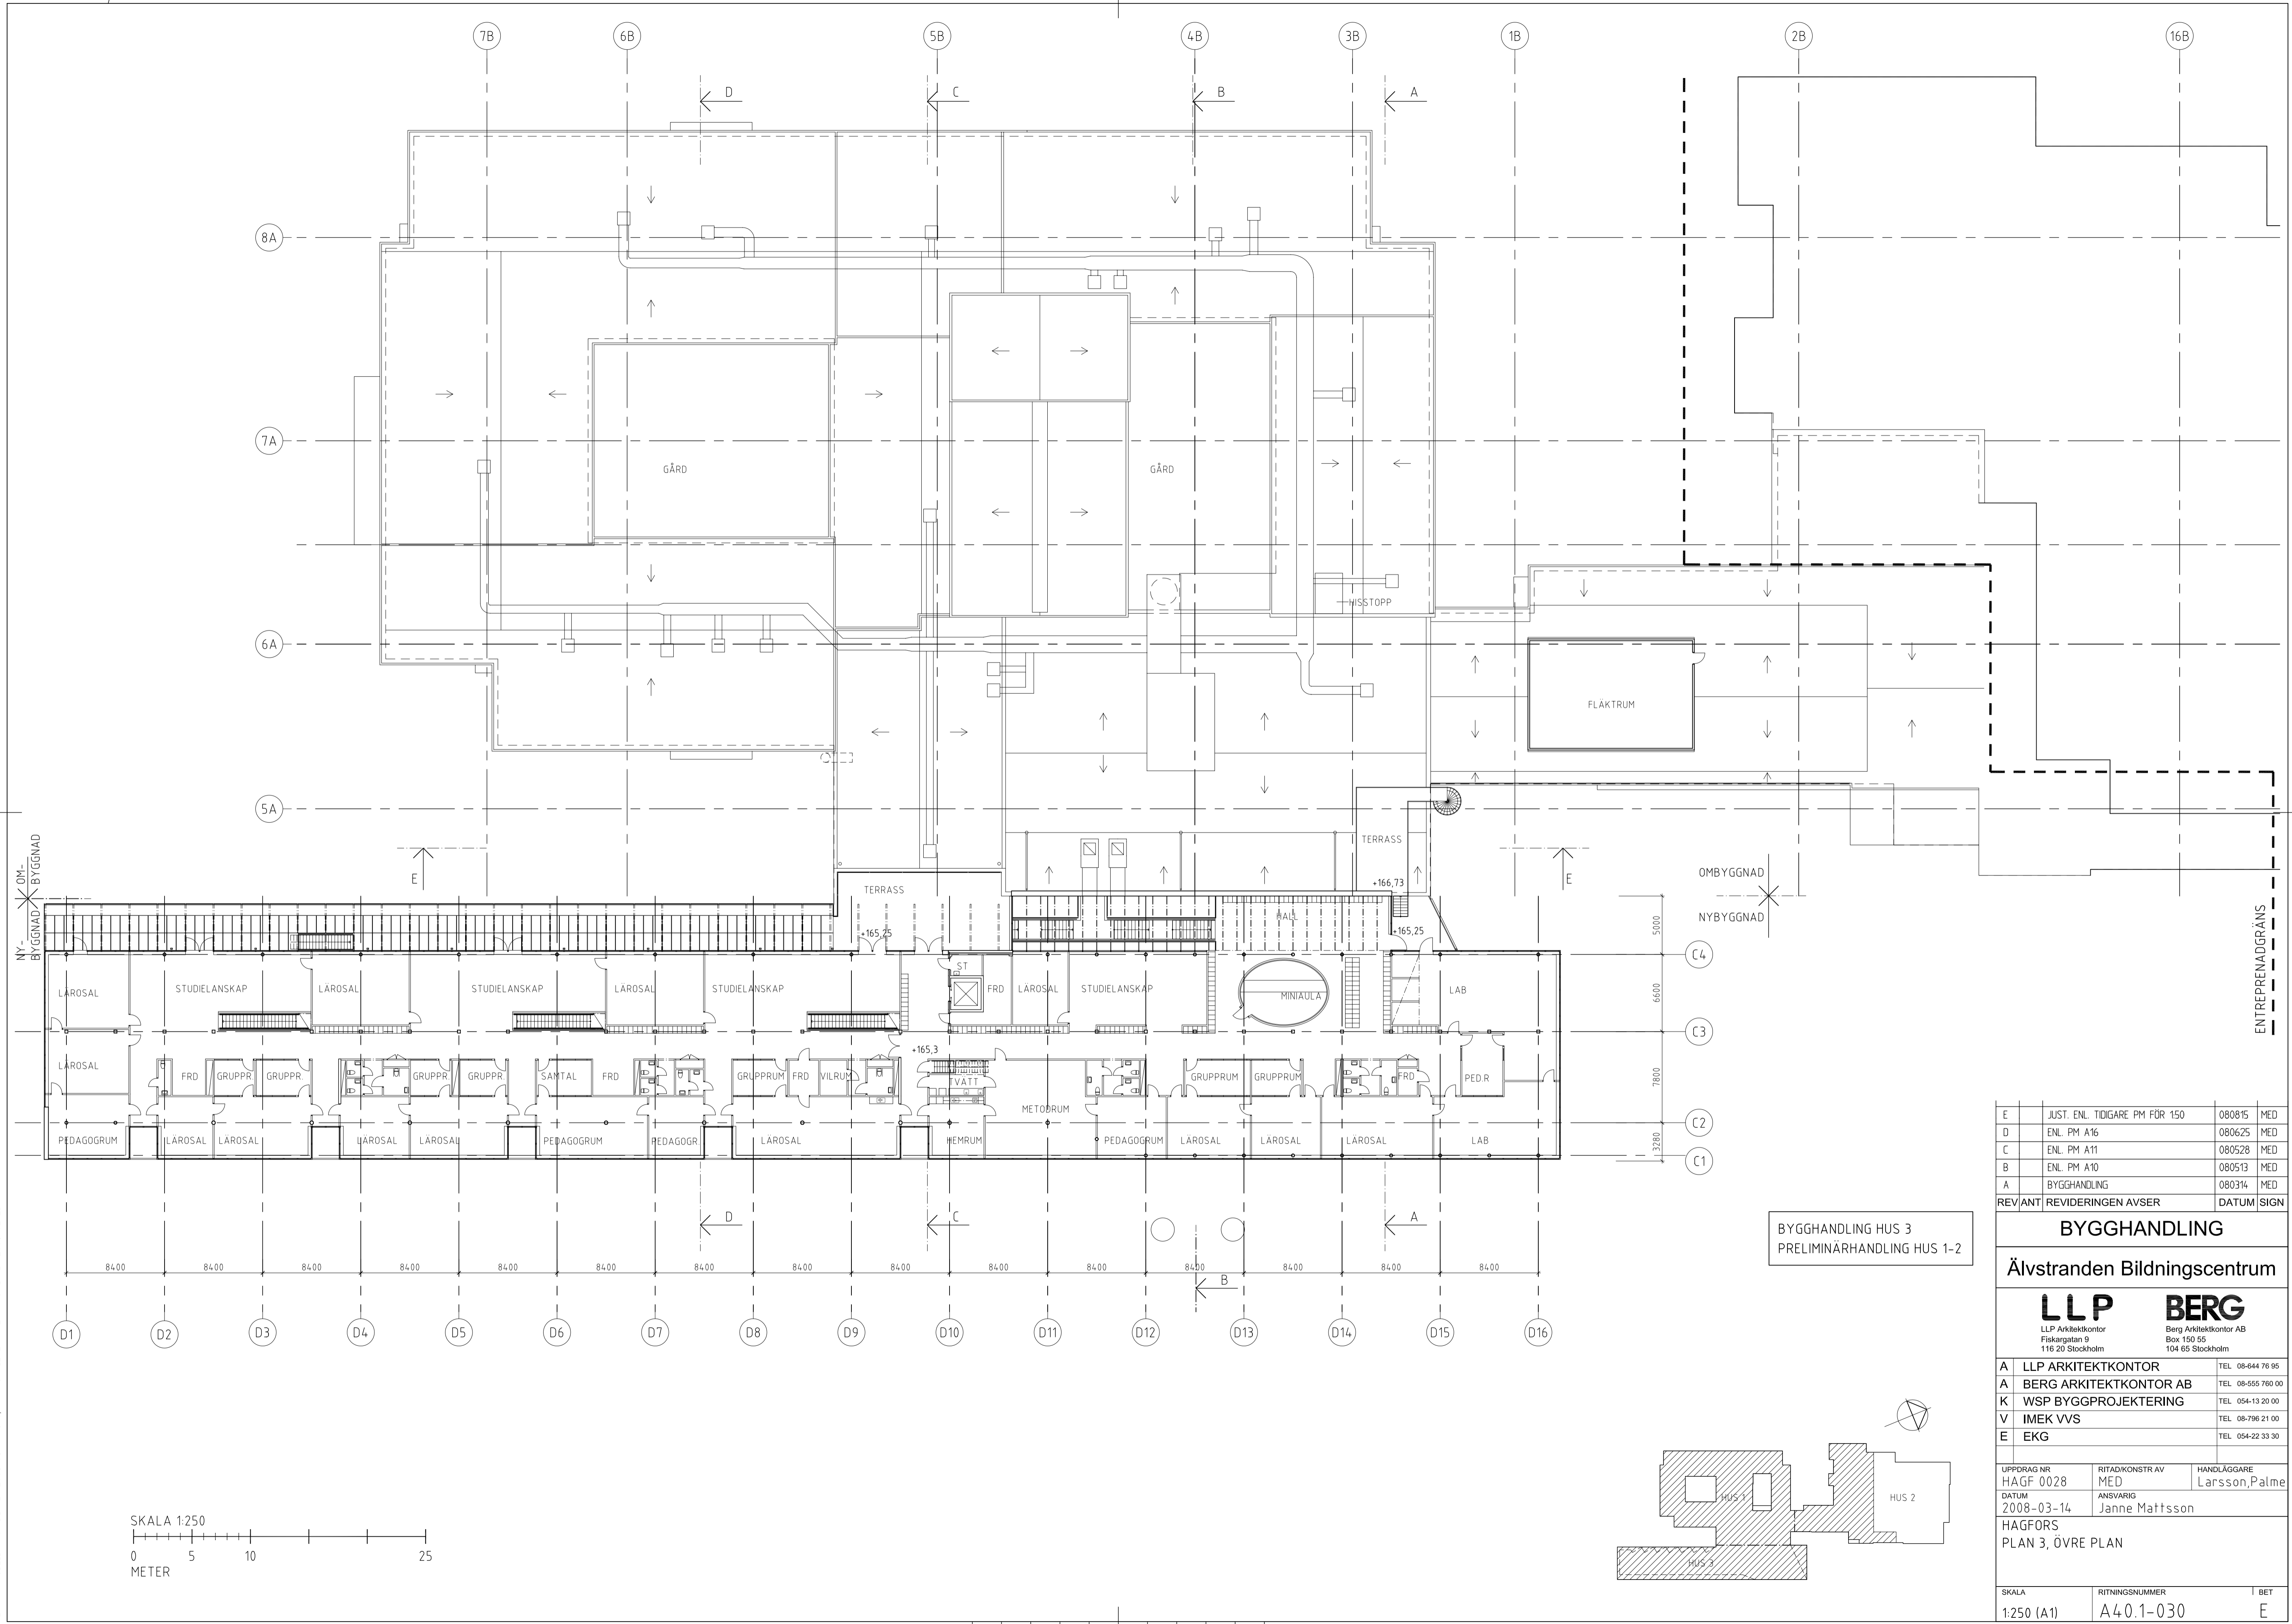 7B 6B 5B 4B 3B 1B 2B 16B
D C B A
8A
7A
GÅRD GÅRD
HISSTOPP
6A
FLÄKTRUM
5A
TERRASS
NY-BYGGNAD OM-BYGGNAD
E E
OMBYGGNAD
NYBYGGNAD
ENTREPRENADGRÄNS
TERRASS
+166,73
HALL
+165,25 +165,25
5000
C4
ST
LÄROSAL STUDIELANSKAP LÄROSAL STUDIELANSKAP LÄROSAL STUDIELANSKAP FRD LÄROSAL STUDIELANSKAP MINIAULA LAB
6600
C3
+165,3
LÄROSAL FRD GRUPPR. GRUPPR. GRUPPR. GRUPPR. SAMTAL FRD GRUPPRUM FRD VILRUM TVÄTT GRUPPRUM GRUPPRUM FRD PED.R
7800
METODRUM
C2
PEDAGOGRUM LÄROSAL LÄROSAL LÄROSAL LÄROSAL PEDAGOGRUM PEDAGOGR. LÄROSAL HEMRUM PEDAGOGRUM LÄROSAL LÄROSAL LÄROSAL LAB
3280
C1
D C A
8400 8400 8400 8400 8400 8400 8400 8400 8400 8400 8400 8400 8400 8400 8400
B
D1 D2 D3 D4 D5 D6 D7 D8 D9 D10 D11 D12 D13 D14 D15 D16
BYGGHANDLING HUS 3
PRELIMINÄRHANDLING HUS 1-2
SKALA 1:250
0 5 10 25
METER
HUS 1 HUS 2
HUS 3
E JUST. ENL. TIDIGARE PM FÖR 1:50 080815 MED
D ENL. PM A16 080625 MED
C ENL. PM A11 080528 MED
B ENL. PM A10 080513 MED
A BYGGHANDLING 080314 MED
REV ANT REVIDERINGEN AVSER DATUM SIGN
BYGGHANDLING
Älvstranden Bildningscentrum
LLP BERG
LLP Arkitektkontor Berg Arkitektkontor AB
Fiskargatan 9 Box 150 55
116 20 Stockholm 104 65 Stockholm
A LLP ARKITEKTKONTOR TEL 08-644 76 95
A BERG ARKITEKTKONTOR AB TEL 08-555 760 00
K WSP BYGGPROJEKTERING TEL 054-13 20 00
V IMEK VVS TEL 08-796 21 00
E EKG TEL 054-22 33 30
UPPDRAG NR RITAD/KONSTR AV HANDLÄGGARE
HAGF 0028 MED Larsson,Palme
DATUM ANSVARIG
2008-03-14 Janne Mattsson
HAGFORS
PLAN 3, ÖVRE PLAN
SKALA RITNINGSNUMMER BET
1:250 (A1) A40.1-030 E